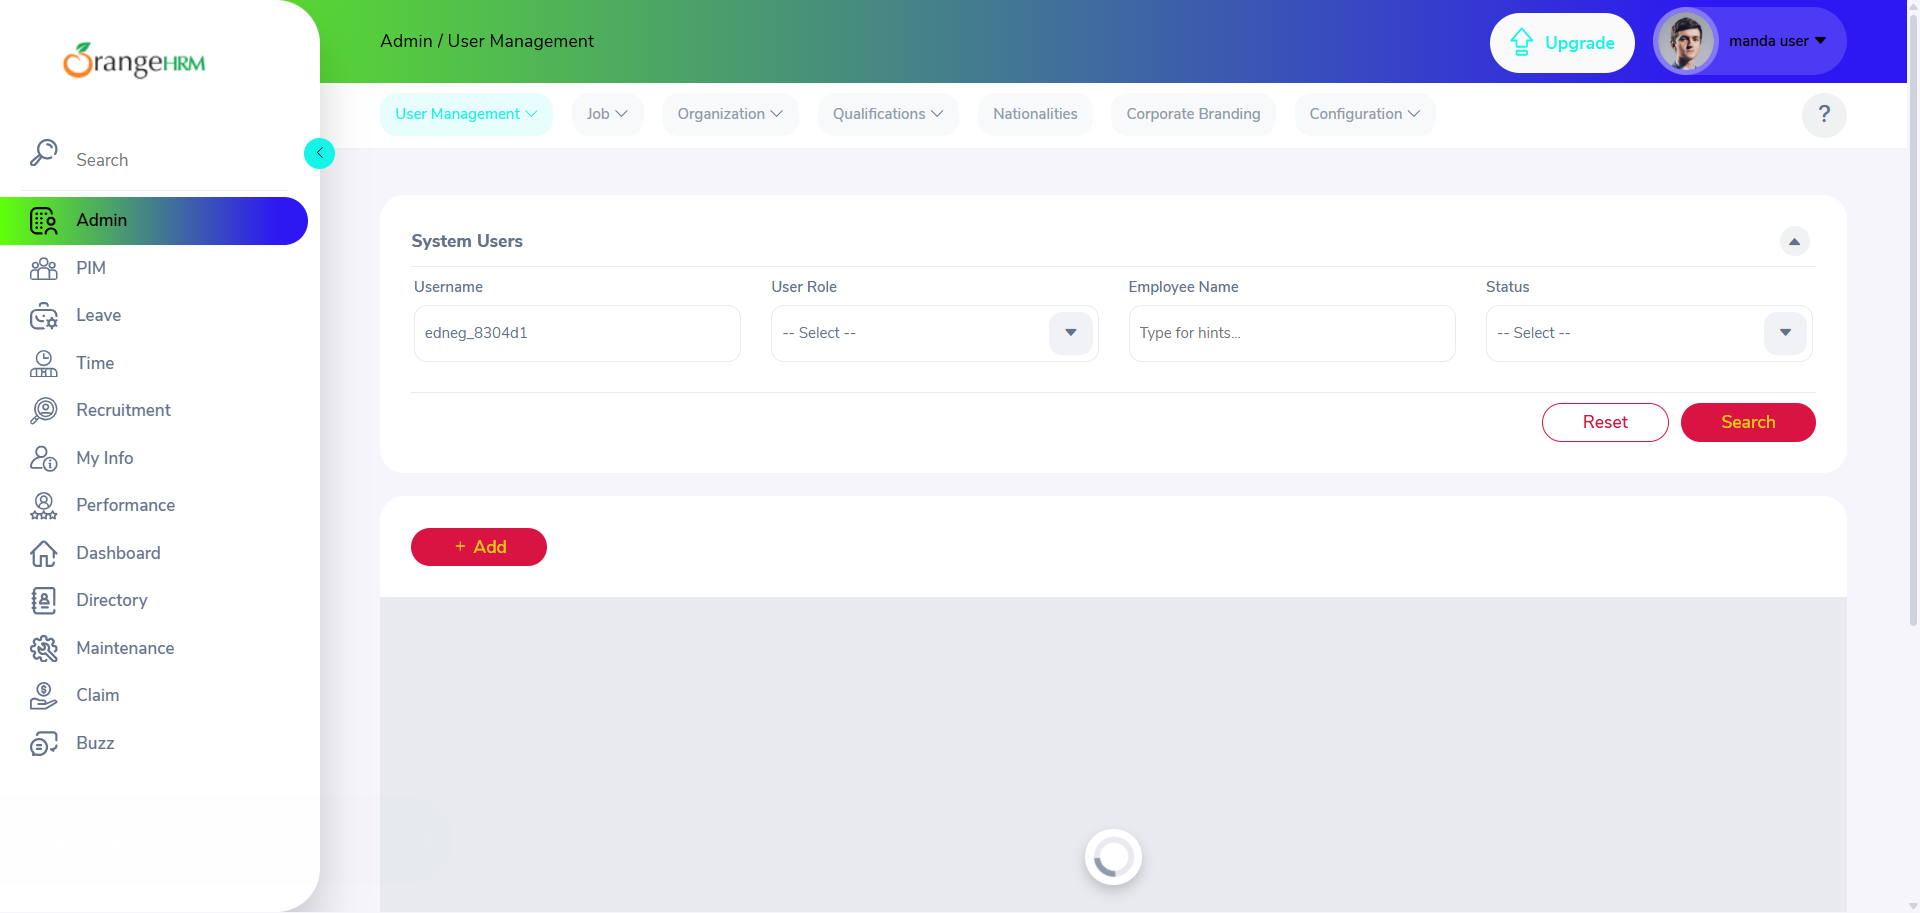 Admin / User Management
Upgrade
manda user
OrangeHRM
User Management
Job
Organization
Qualifications
Nationalities
Corporate Branding
Configuration
?
Search
Admin
PIM
Leave
Time
Recruitment
My Info
Performance
Dashboard
Directory
Maintenance
Claim
Buzz
System Users
Username
User Role
Employee Name
Status
edneg_8304d1
-- Select --
Type for hints...
-- Select --
Reset
Search
+ Add